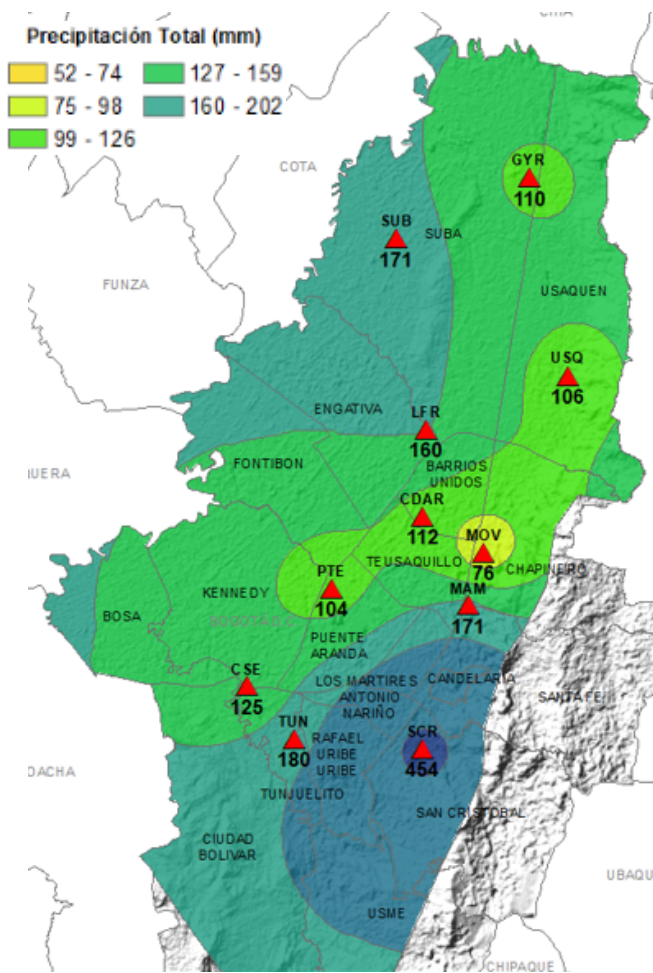 Precipitación Total (mm)
52 - 74
75 - 98
99 - 126
127 - 159
160 - 202
COTA
GYR
110
SUB
171
SUBA
FUNZA
USAQUEN
USQ
106
ENGATIVA
LFR
160
FONTIBON
BARRIOS
UNIDOS
CDAR
112
MOV
76
TEUSAQUILLO
CHAPINERO
PTE
104
KENNEDY
MAM
171
BOSA
PUENTE
ARANDA
CSE
125
LOS MARTIRES
ANTONIO
NARIÑO
CANDELARIA
SANTA FE
TUN
180
RAFAEL
URIBE
URIBE
SCR
454
DACHA
TUNJUELITO
SAN CRISTOBAL
CIUDAD
BOLIVAR
UBAQU
USME
CHIPAQUE